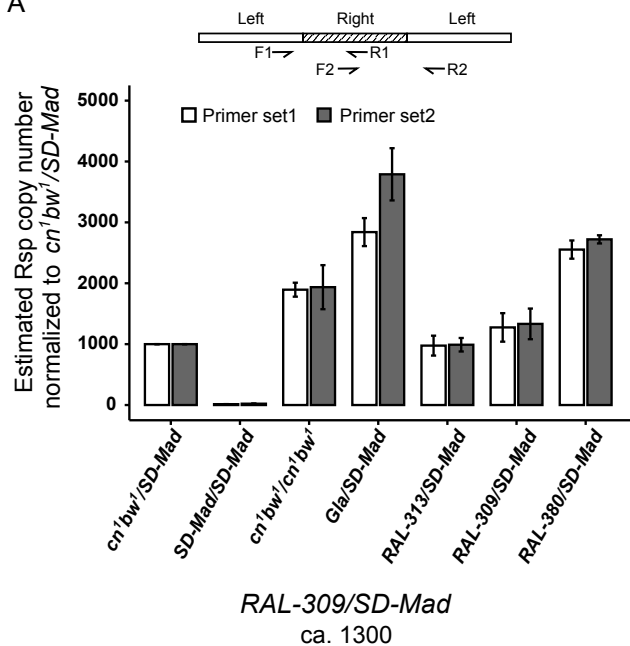 A
Left Right Left
F1 R1
F2 R2
Estimated Rsp copy number
normalized to cn¹bw¹/SD-Mad
Primer set1 Primer set2
5000
4000
3000
2000
1000
0
cn¹bw¹/SD-Mad
SD-Mad/SD-Mad
cn¹bw¹/cn¹bw¹
Gla/SD-Mad
RAL-313/SD-Mad
RAL-309/SD-Mad
RAL-380/SD-Mad
RAL-309/SD-Mad
ca. 1300